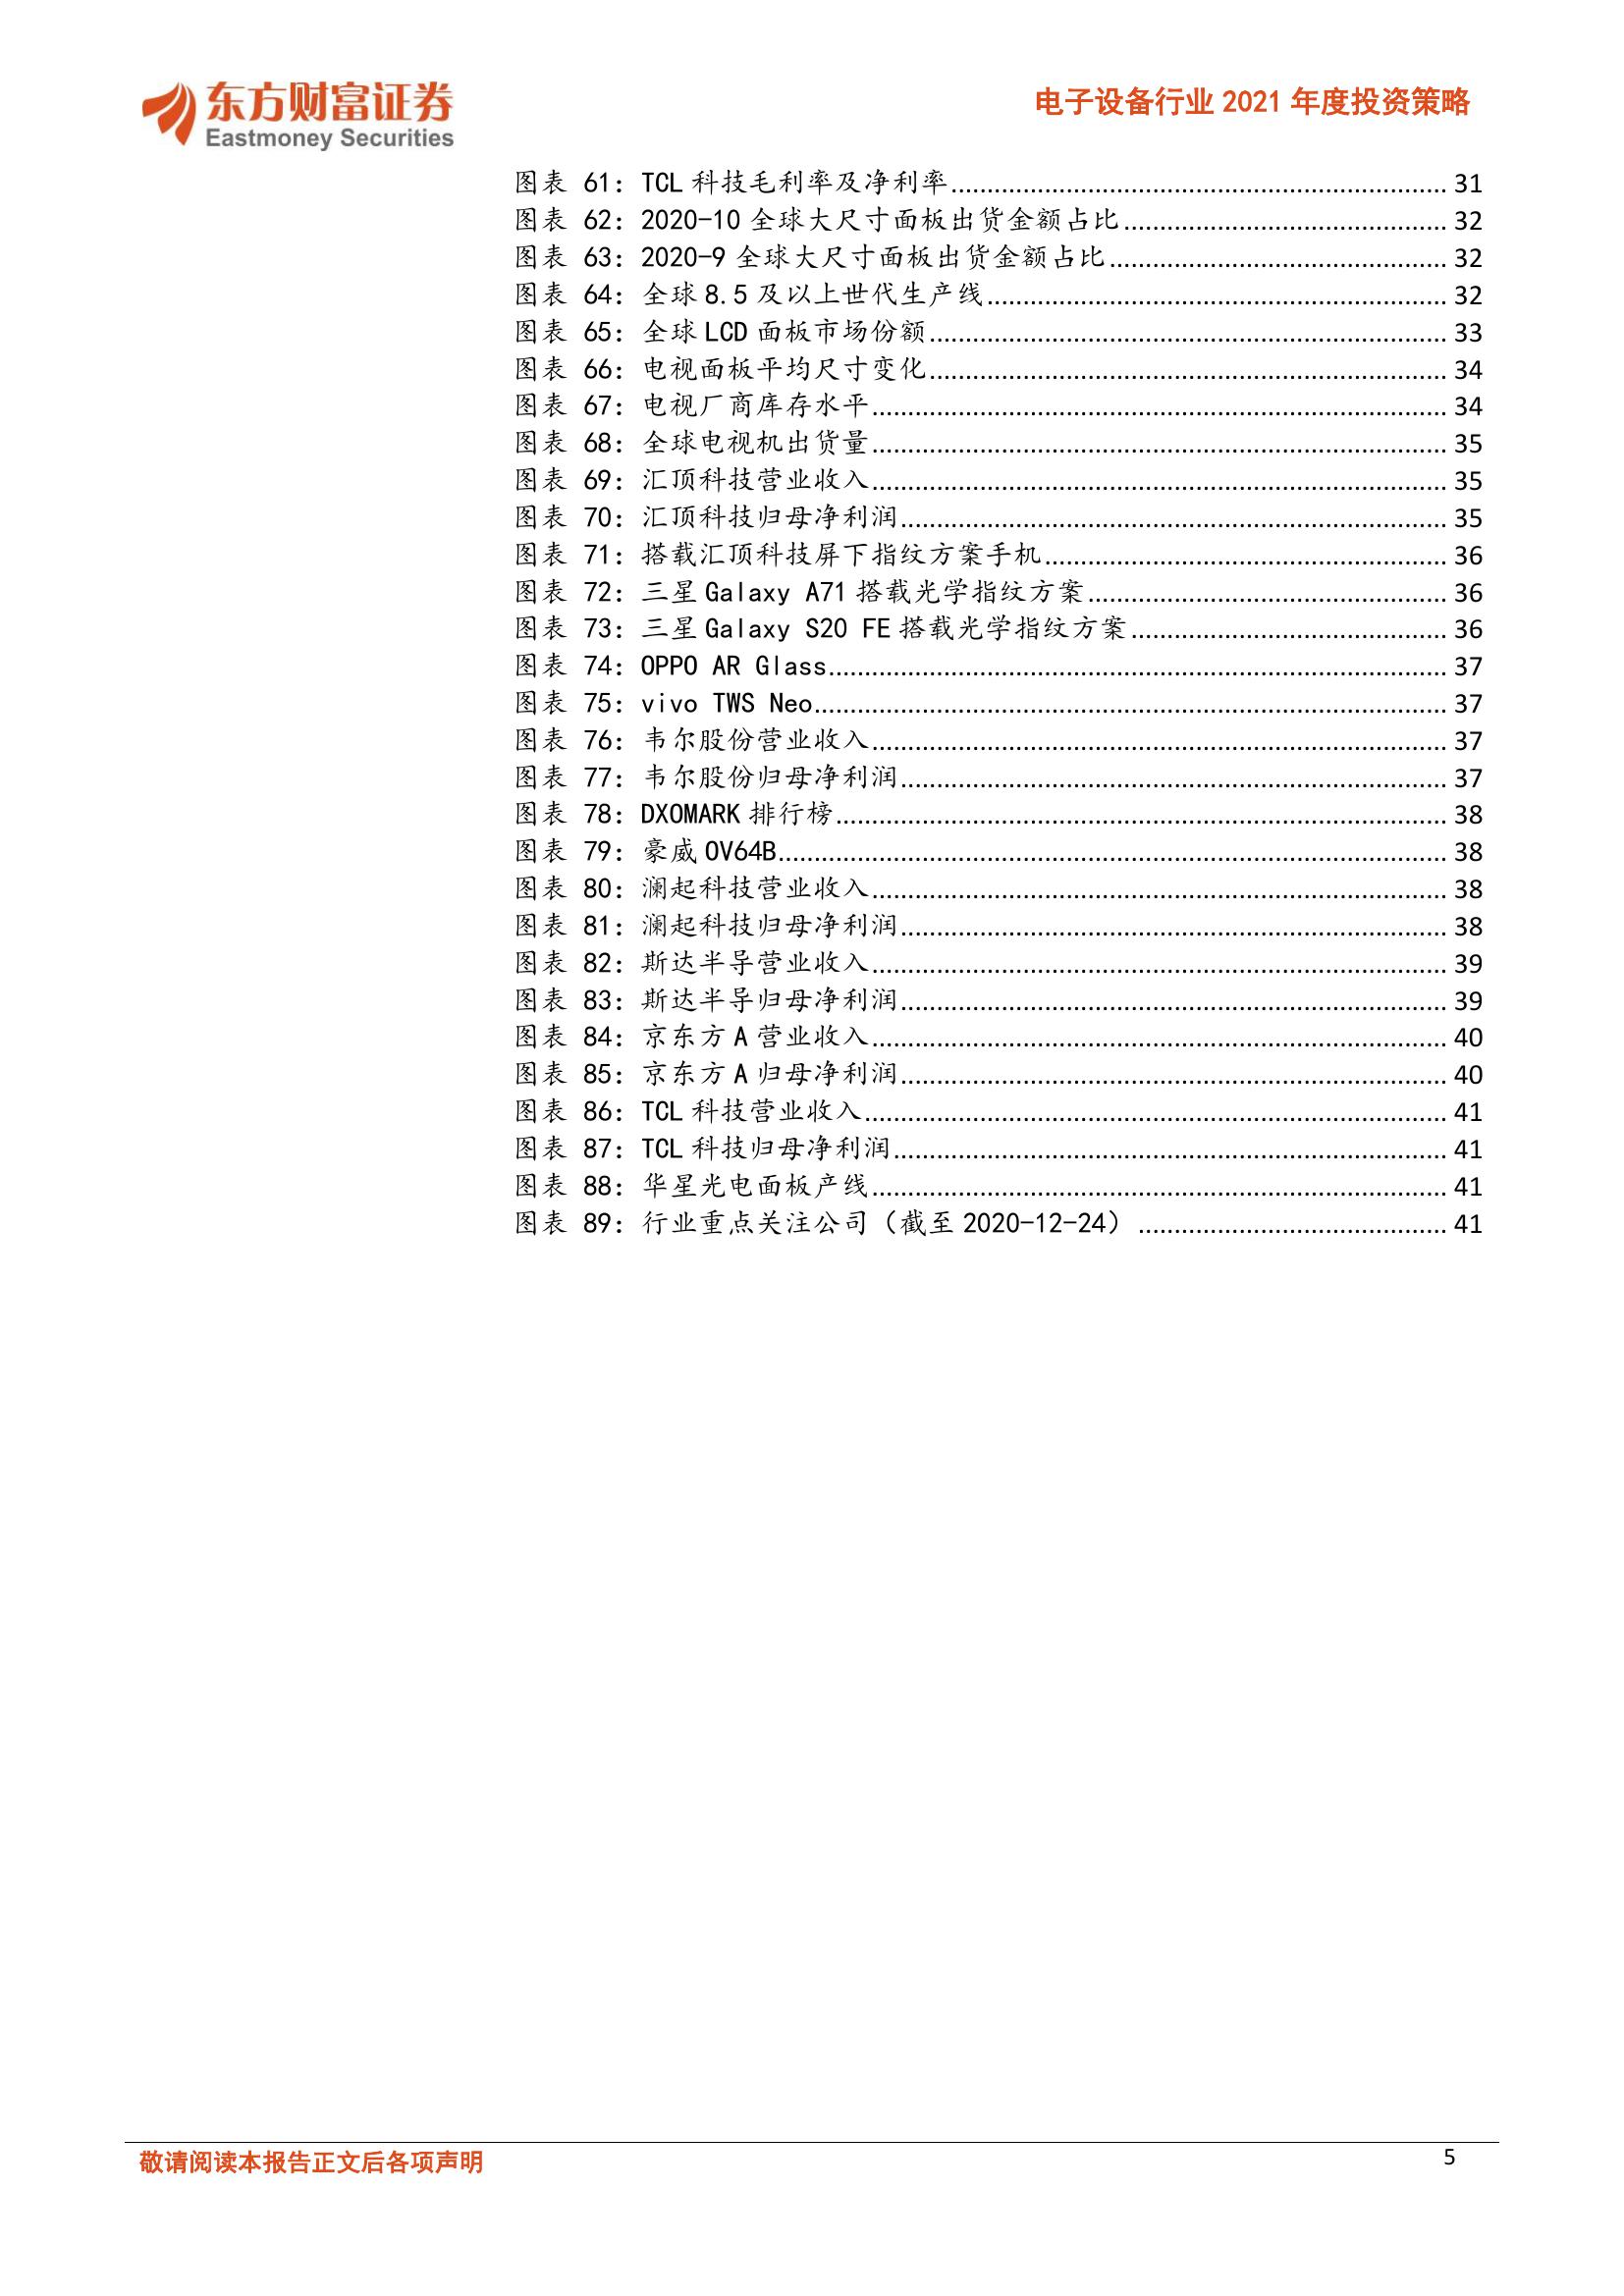 东方财富证券
Eastmoney Securities
电子设备行业 2021 年度投资策略
图表 61：TCL 科技毛利率及净利率 31
图表 62：2020-10 全球大尺寸面板出货金额占比 32
图表 63：2020-9 全球大尺寸面板出货金额占比 32
图表 64：全球 8.5 及以上世代生产线 32
图表 65：全球 LCD 面板市场份额 33
图表 66：电视面板平均尺寸变化 34
图表 67：电视厂商库存水平 34
图表 68：全球电视机出货量 35
图表 69：汇顶科技营业收入 35
图表 70：汇顶科技归母净利润 35
图表 71：搭载汇顶科技屏下指纹方案手机 36
图表 72：三星 Galaxy A71 搭载光学指纹方案 36
图表 73：三星 Galaxy S20 FE 搭载光学指纹方案 36
图表 74：OPPO AR Glass 37
图表 75：vivo TWS Neo 37
图表 76：韦尔股份营业收入 37
图表 77：韦尔股份归母净利润 37
图表 78：DXOMARK 排行榜 38
图表 79：豪威 OV64B 38
图表 80：澜起科技营业收入 38
图表 81：澜起科技归母净利润 38
图表 82：斯达半导营业收入 39
图表 83：斯达半导归母净利润 39
图表 84：京东方 A 营业收入 40
图表 85：京东方 A 归母净利润 40
图表 86：TCL 科技营业收入 41
图表 87：TCL 科技归母净利润 41
图表 88：华星光电面板产线 41
图表 89：行业重点关注公司（截至 2020-12-24） 41
敬请阅读本报告正文后各项声明
5